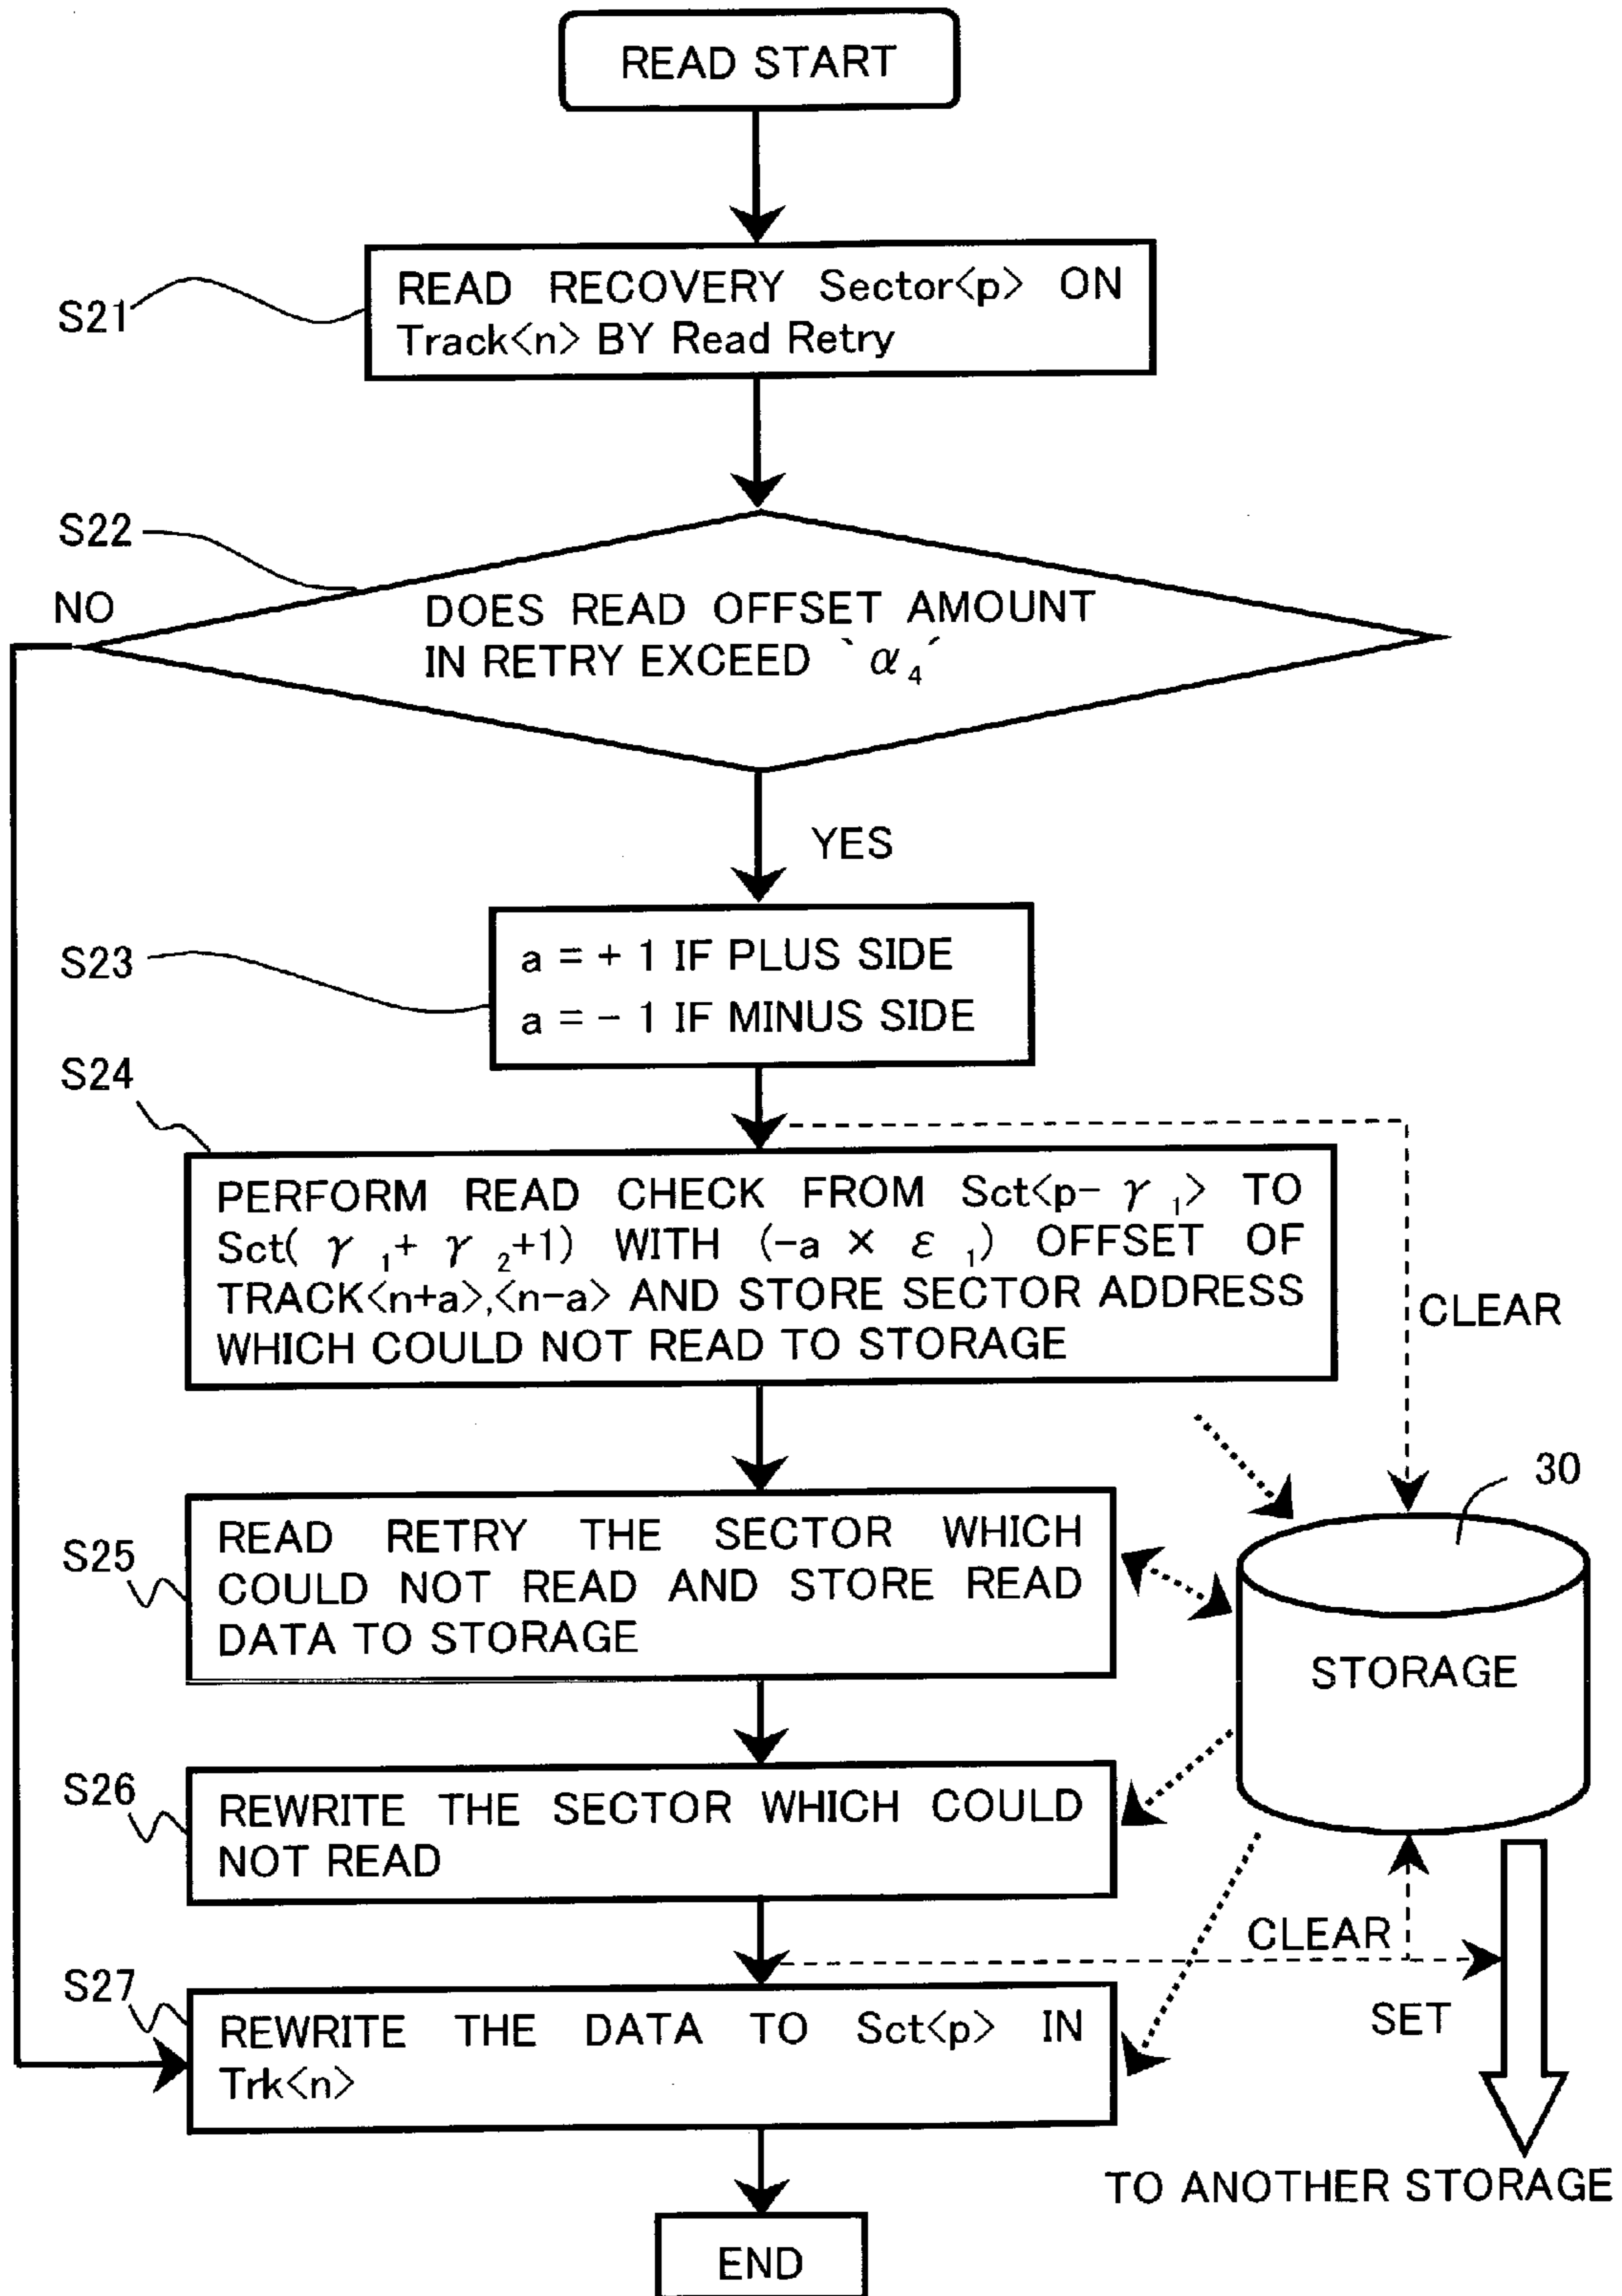 READ START
S21
READ RECOVERY Sector<p> ON
Track<n> BY Read Retry
S22
NO
DOES READ OFFSET AMOUNT
IN RETRY EXCEED `α₄´
YES
S23
a = + 1 IF PLUS SIDE
a = − 1 IF MINUS SIDE
S24
PERFORM READ CHECK FROM Sct<p- γ ₁> TO
Sct( γ ₁+ γ ₂+1) WITH (-a × ε ₁) OFFSET OF
TRACK<n+a>,<n-a> AND STORE SECTOR ADDRESS
WHICH COULD NOT READ TO STORAGE
CLEAR
30
S25
READ RETRY THE SECTOR WHICH
COULD NOT READ AND STORE READ
DATA TO STORAGE
STORAGE
S26
REWRITE THE SECTOR WHICH COULD
NOT READ
CLEAR
S27
REWRITE THE DATA TO Sct<p> IN
Trk<n>
SET
TO ANOTHER STORAGE
END